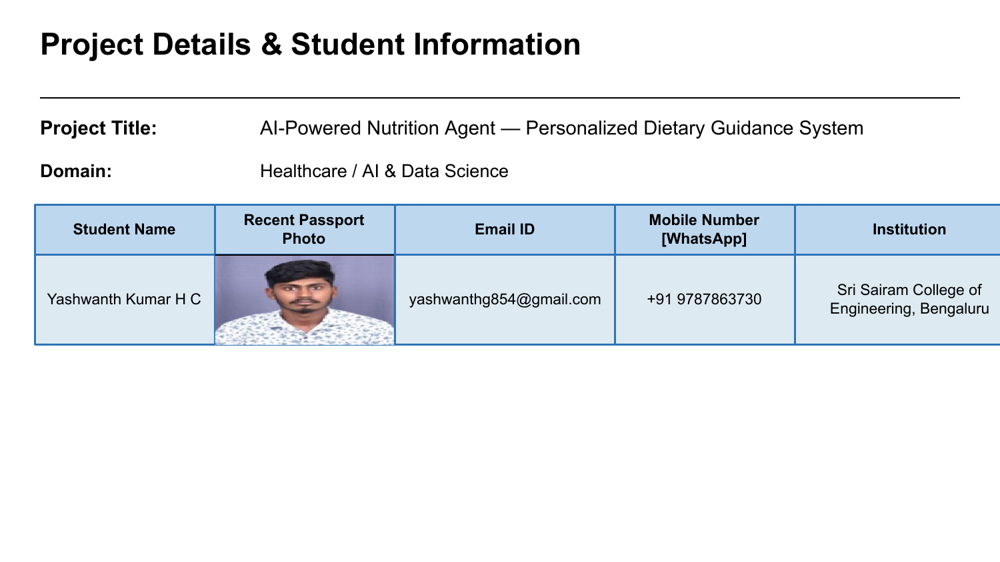 Project Details & Student Information
Project Title: AI-Powered Nutrition Agent — Personalized Dietary Guidance System
Domain: Healthcare / AI & Data Science
Student Name
Recent Passport
Photo
Email ID
Mobile Number
[WhatsApp]
Institution
Yashwanth Kumar H C
yashwanthg854@gmail.com
+91 9787863730
Sri Sairam College of
Engineering, Bengaluru